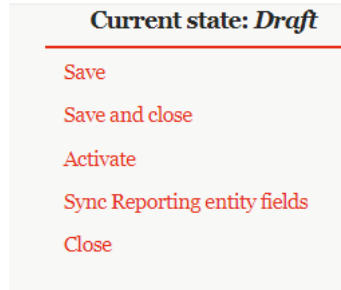 Current state: Draft
Save
Save and close
Activate
Sync Reporting entity fields
Close